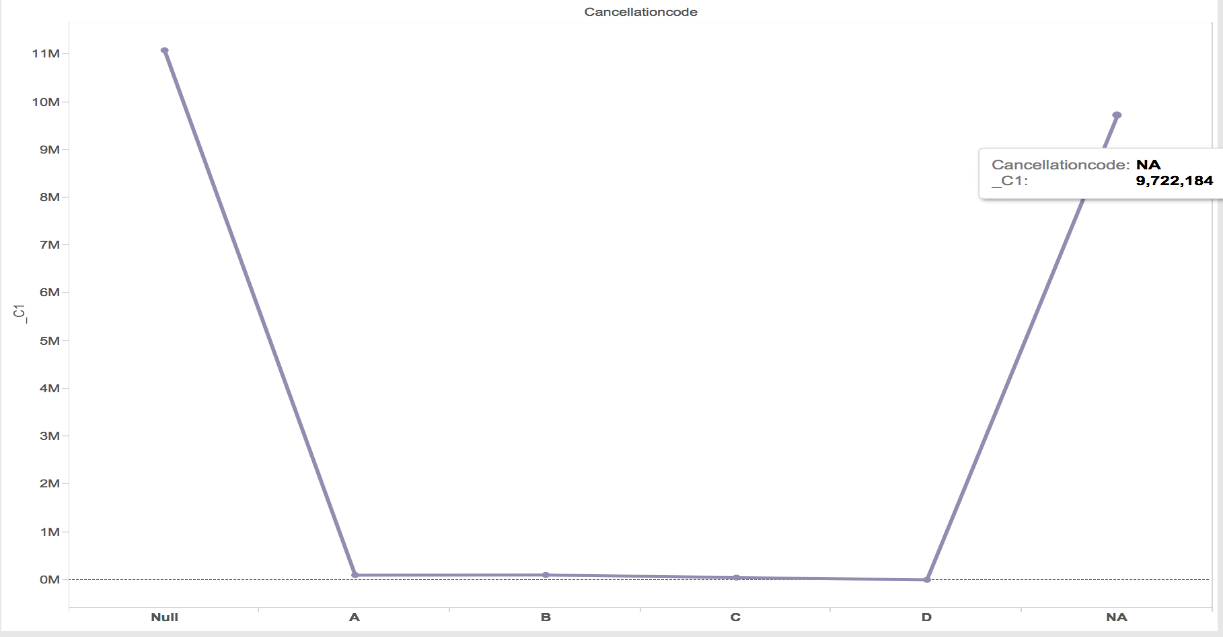 Cancellationcode
11M
10M
9M
8M
7M
6M
5M
4M
3M
2M
1M
0M
_C1
Cancellationcode: NA
_C1: 9,722,184
Null A B C D NA